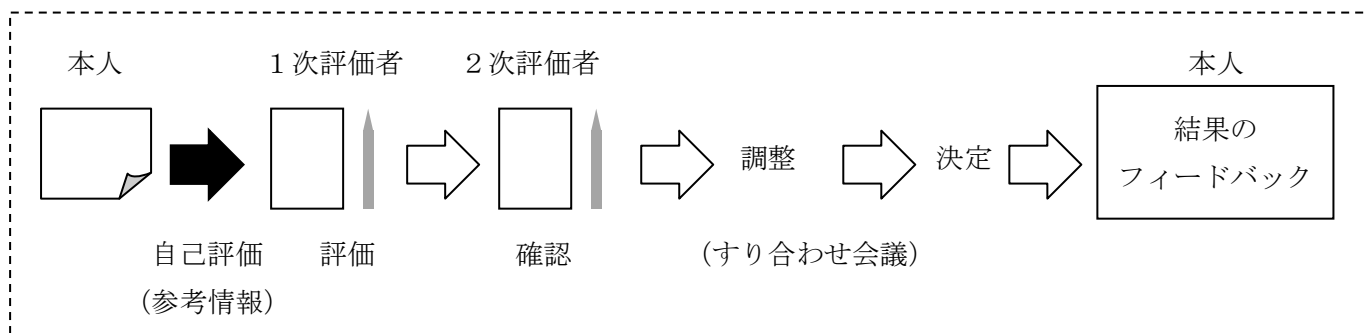 本人
１次評価者
２次評価者
本人
結果の
フィードバック
調整
決定
自己評価
(参考情報)
評価
確認
(すり合わせ会議)